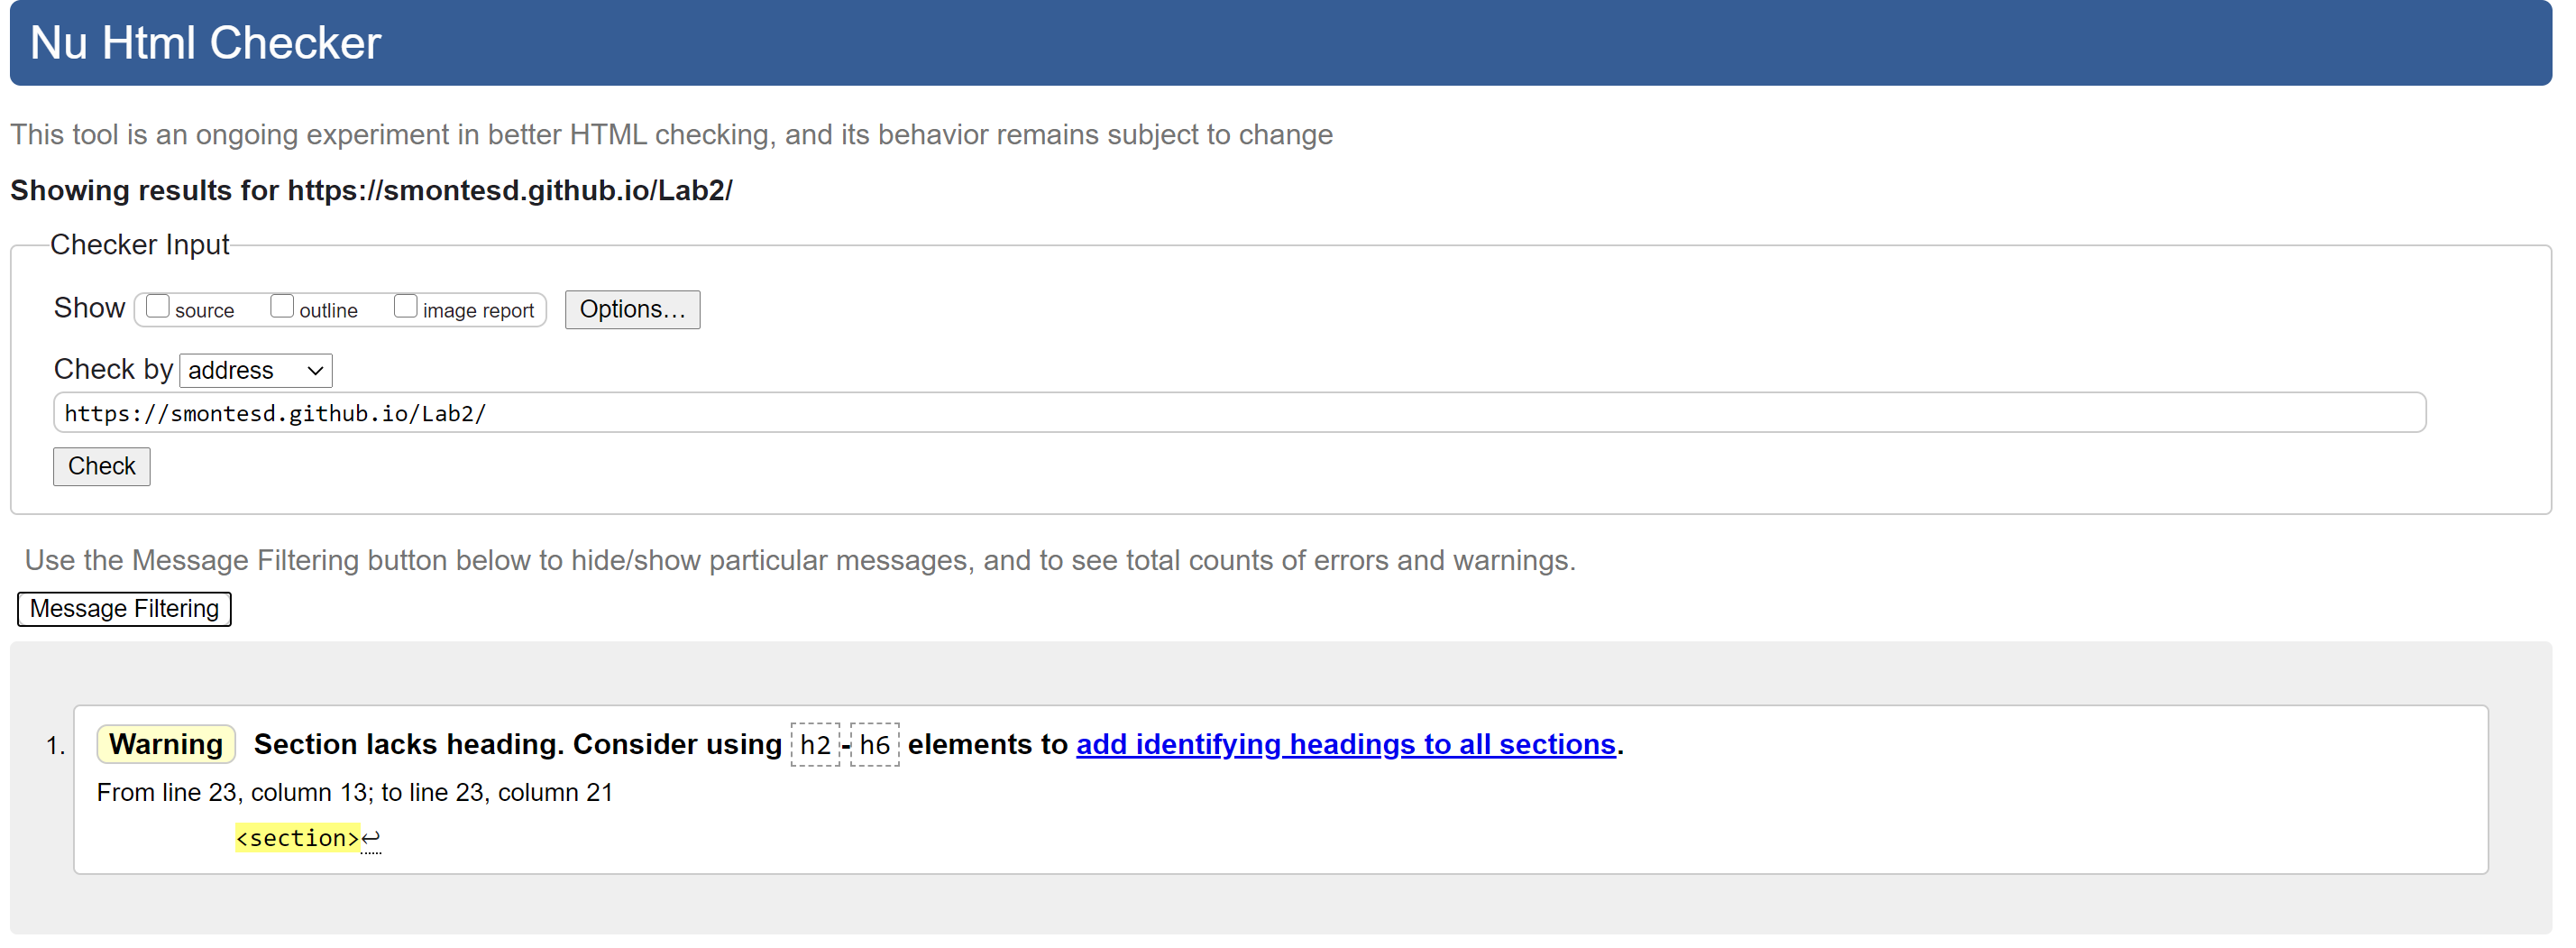 Nu Html Checker
This tool is an ongoing experiment in better HTML checking, and its behavior remains subject to change
Showing results for https://smontesd.github.io/Lab2/
Checker Input
Show source outline image report Options…
Check by address
https://smontesd.github.io/Lab2/
Check
Use the Message Filtering button below to hide/show particular messages, and to see total counts of errors and warnings.
Message Filtering
1. Warning Section lacks heading. Consider using h2-h6 elements to add identifying headings to all sections.
From line 23, column 13; to line 23, column 21
<section>↩